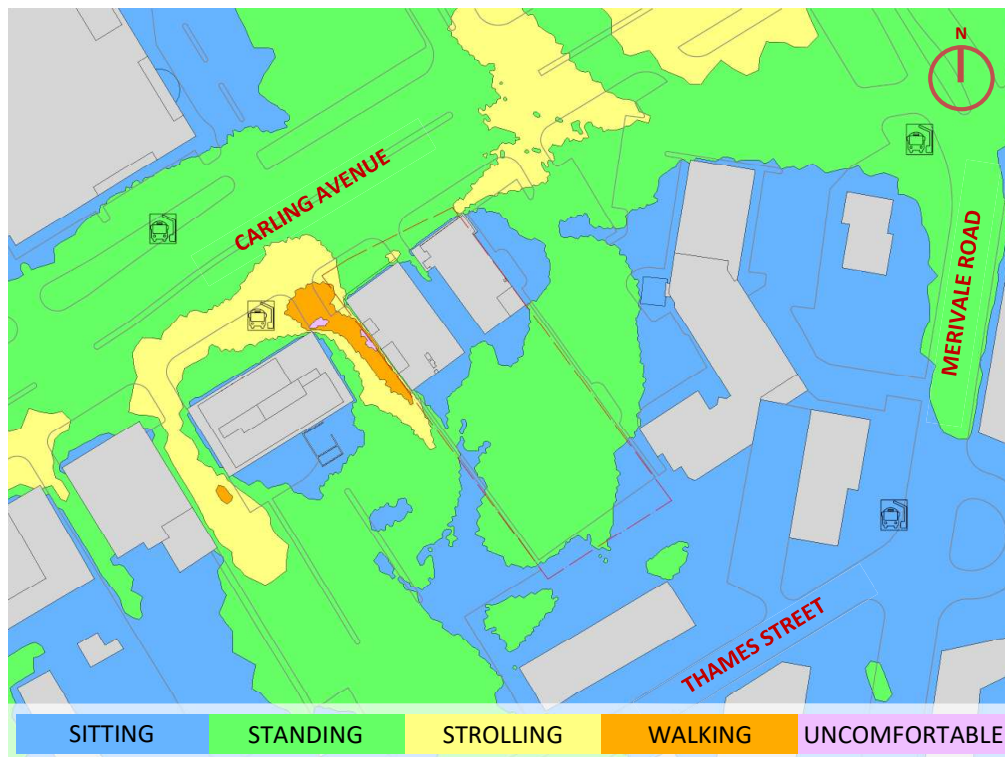 N
CARLING AVENUE
MERIVALE ROAD
THAMES STREET
SITTING
STANDING
STROLLING
WALKING
UNCOMFORTABLE